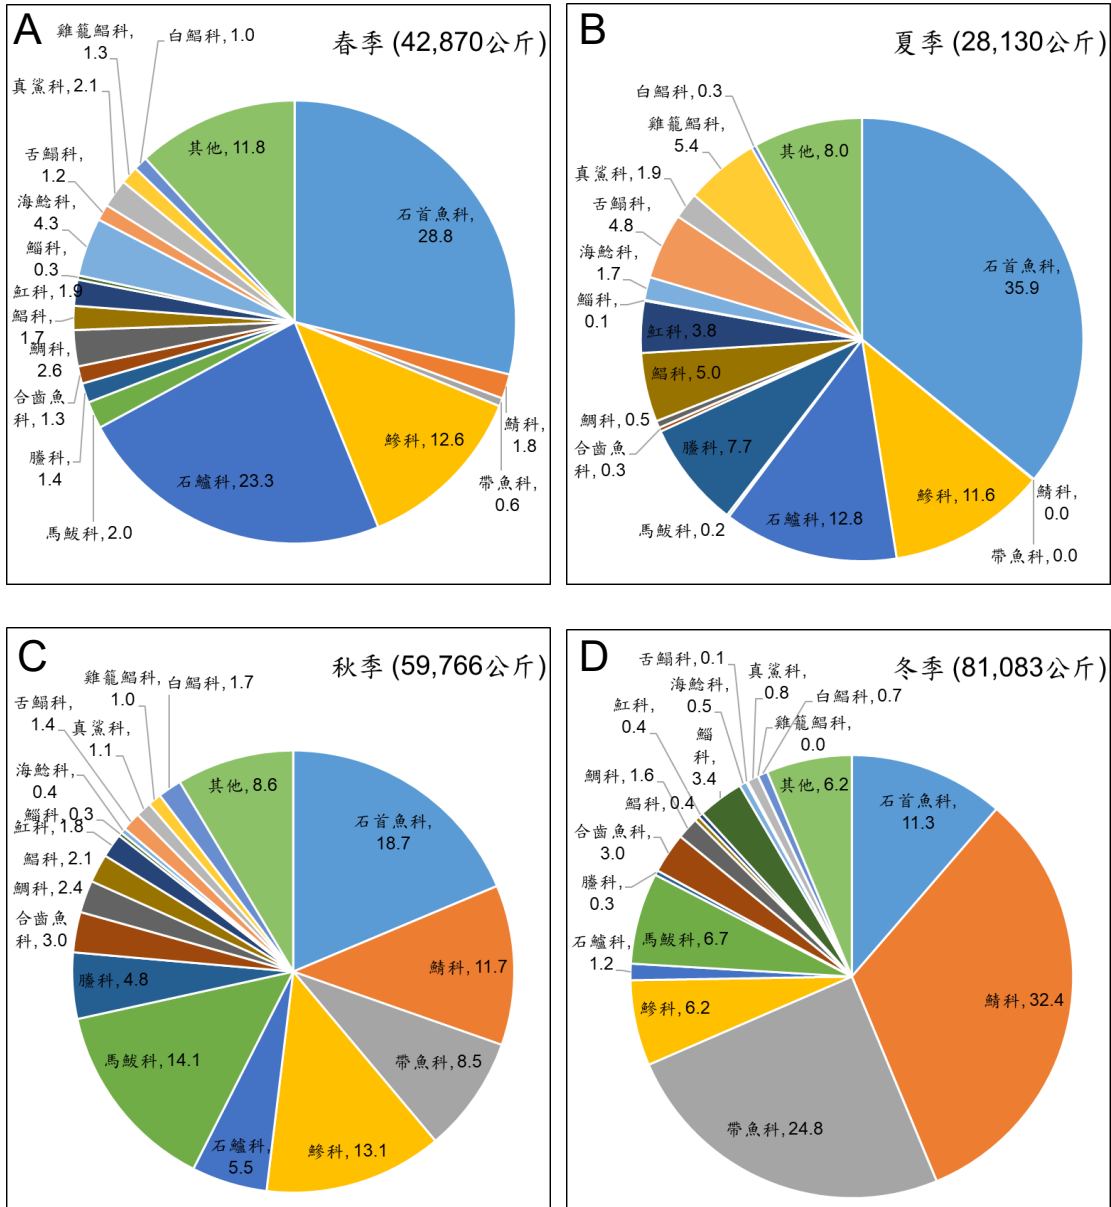 A
春季 (42,870公斤)
雞籠鯧科,
1.3
白鯧科, 1.0
真鯊科, 2.1
其他, 11.8
舌鰨科,
1.2
海鯰科,
4.3
鯔科,
0.3
魟科, 1.9
鯧科,
1.7
鯛科,
2.6
合齒魚
科, 1.3
騰科,
1.4
馬鮁科, 2.0
石鱸科, 23.3
鰺科, 12.6
帶魚科,
0.6
鯖科,
1.8
石首魚科,
28.8
B
夏季 (28,130公斤)
白鯧科, 0.3
雞籠鯧科,
5.4
其他, 8.0
真鯊科, 1.9
舌鰨科,
4.8
海鯰科,
1.7
鯔科,
0.1
魟科, 3.8
鯧科, 5.0
鯛科, 0.5
合齒魚
科, 0.3
騰科, 7.7
馬鮁科, 0.2
石鱸科, 12.8
鰺科, 11.6
帶魚科, 0.0
鯖科,
0.0
石首魚科,
35.9
C
秋季 (59,766公斤)
雞籠鯧科,
1.0
白鯧科, 1.7
舌鰨科,
1.4
真鯊科,
1.1
其他, 8.6
海鯰科,
0.4
鯔科, 0.3
魟科, 1.8
鯧科, 2.1
鯛科, 2.4
合齒魚
科, 3.0
騰科, 4.8
馬鮁科, 14.1
石鱸科,
5.5
鰺科, 13.1
帶魚科, 8.5
鯖科, 11.7
石首魚科,
18.7
D
冬季 (81,083公斤)
舌鰨科, 0.1
真鯊科,
0.8
海鯰科,
0.5
白鯧科, 0.7
雞籠鯧科,
0.0
魟科,
0.4
鯔
科,
3.4
其他, 6.2
鯛科, 1.6
鯧科, 0.4
合齒魚科,
3.0
騰科,
0.3
馬鮁科, 6.7
石鱸科,
1.2
鰺科, 6.2
帶魚科, 24.8
鯖科, 32.4
石首魚科,
11.3